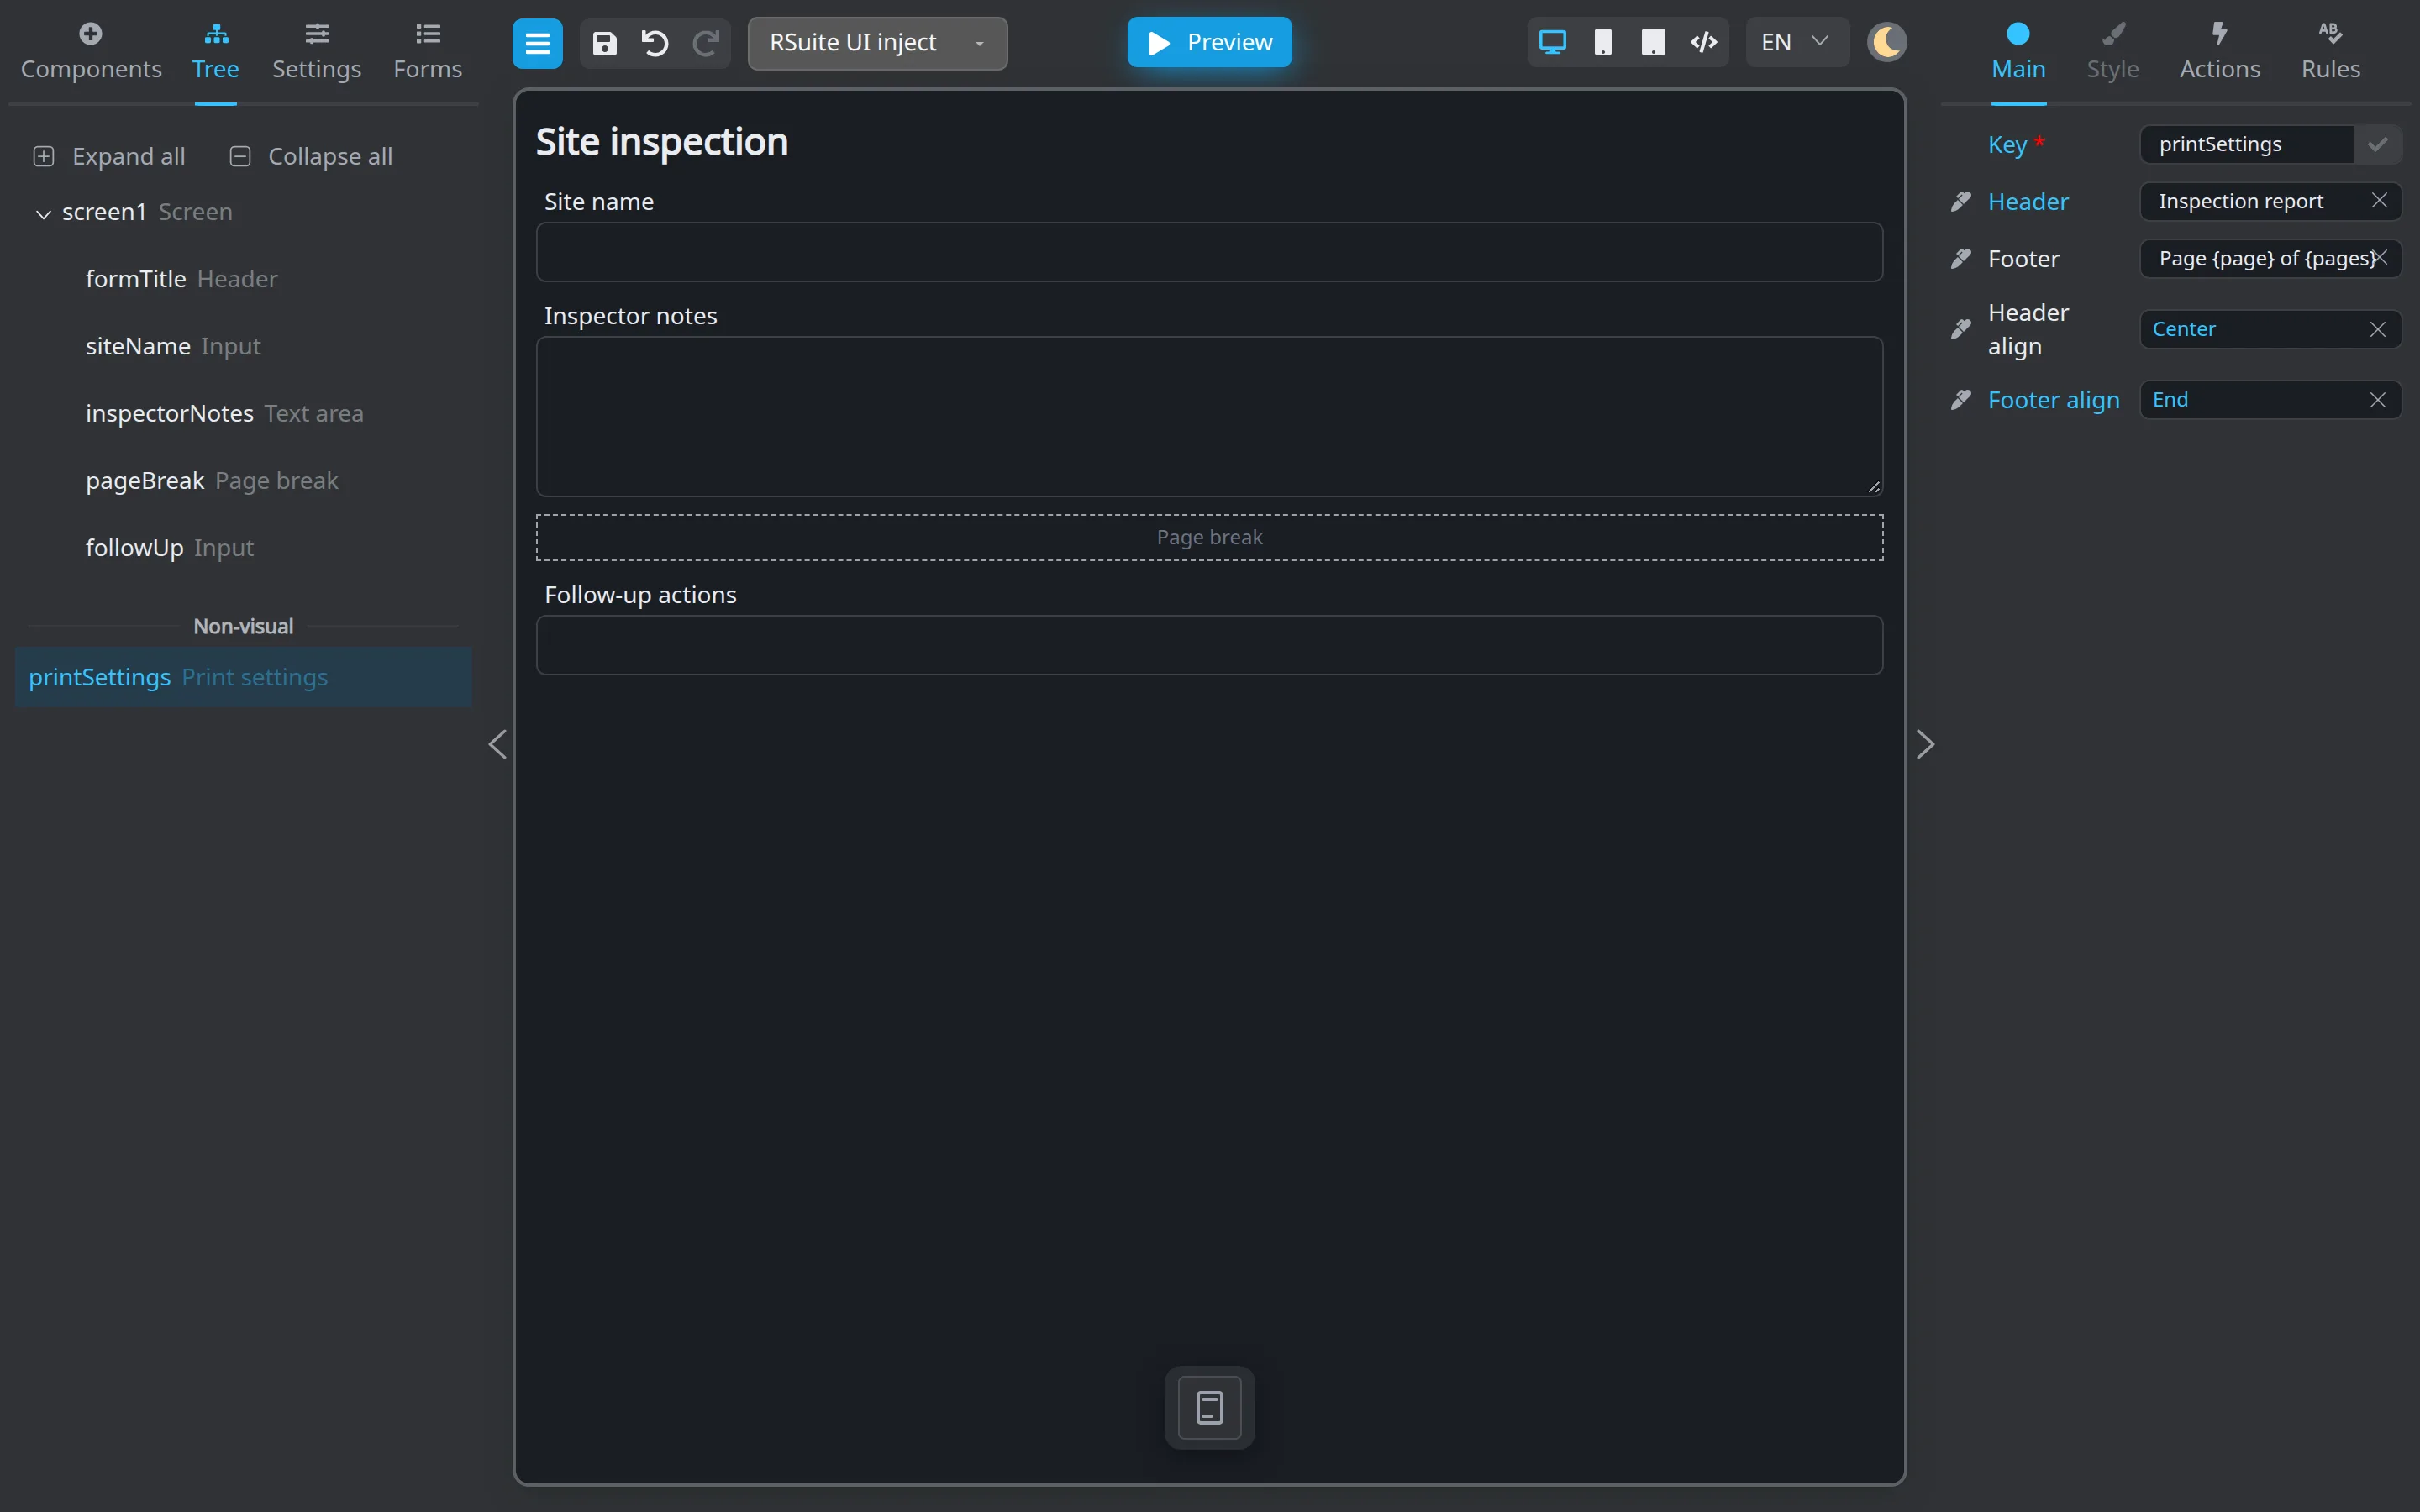 Components Tree Settings Forms
RSuite UI inject
Preview
EN
Main Style Actions Rules
Expand all Collapse all
screen1 Screen
formTitle Header
siteName Input
inspectorNotes Text area
pageBreak Page break
followUp Input
Non-visual
printSettings Print settings
Site inspection
Site name
Inspector notes
Page break
Follow-up actions
Key * printSettings
Header Inspection report
Footer Page {page} of {pages}
Header
align
Center
Footer align End